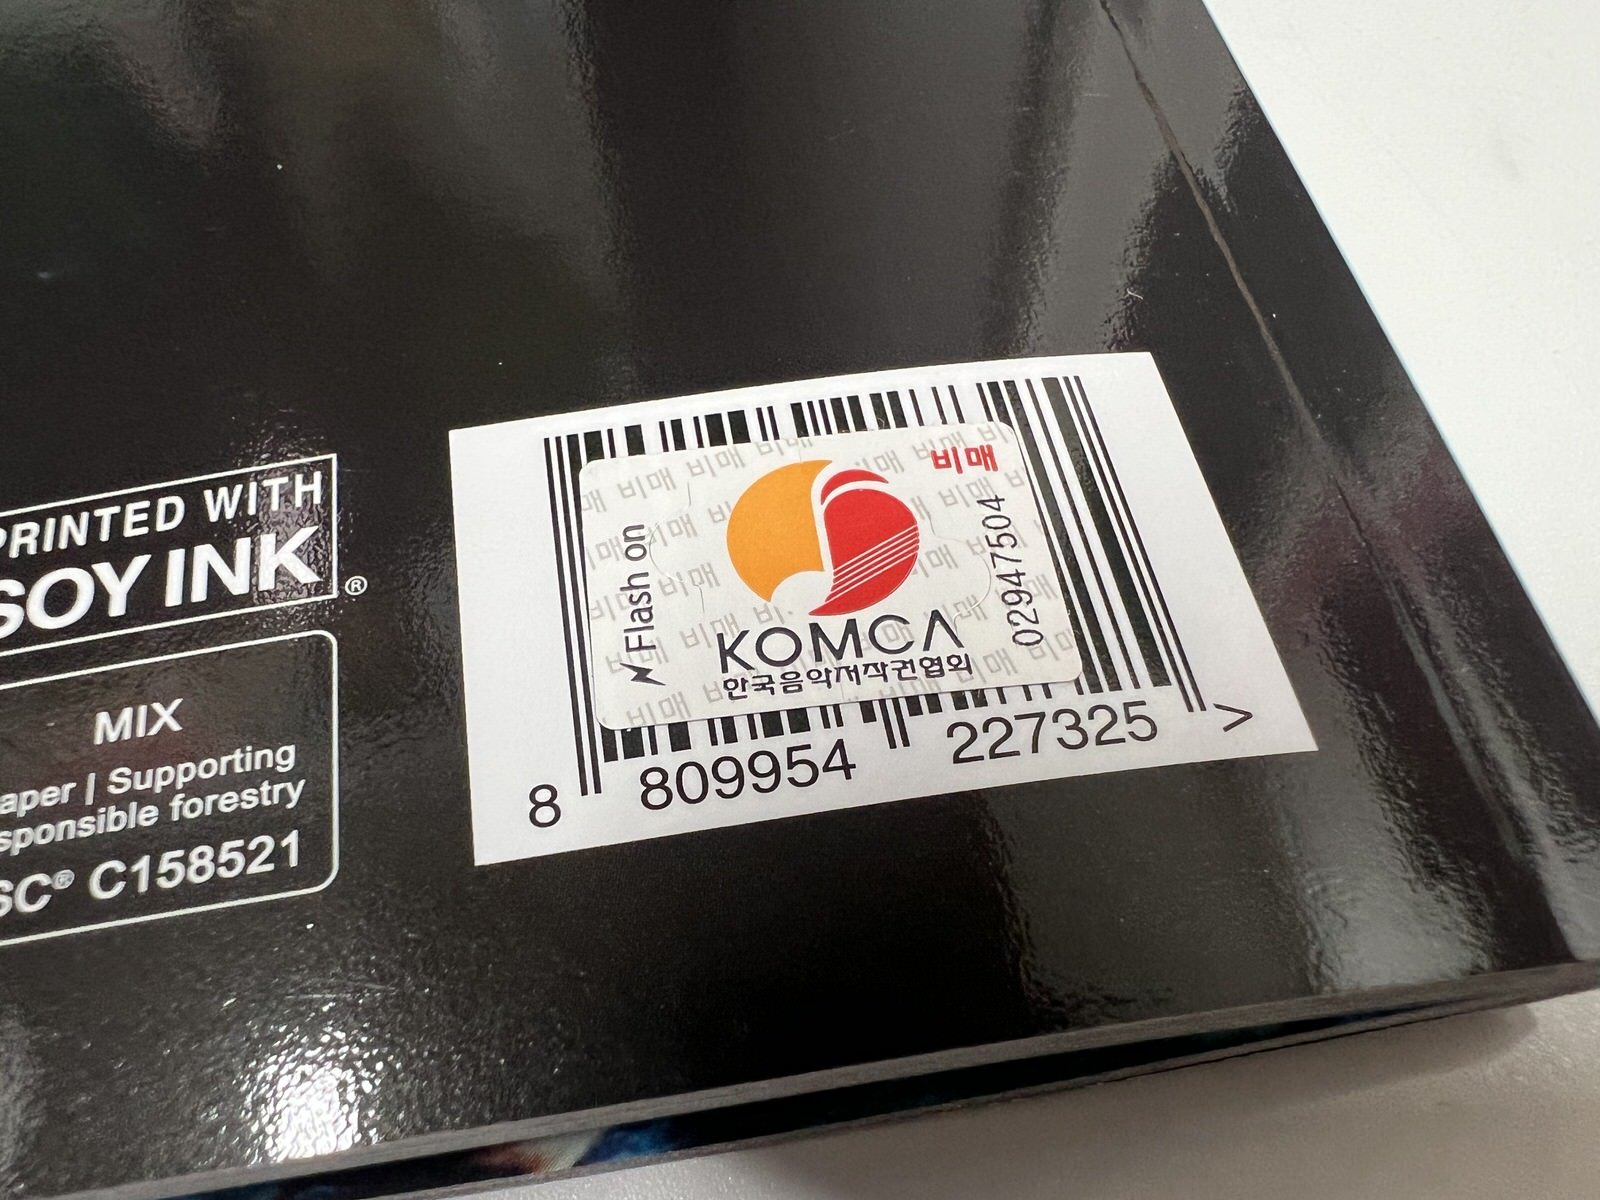 PRINTED WITH
SOY INK®
MIX
aper | Supporting
sponsible forestry
SC® C158521
비매
Flash on
02947504
KOMCA
한국음악저작권협회
8 809954 227325 >